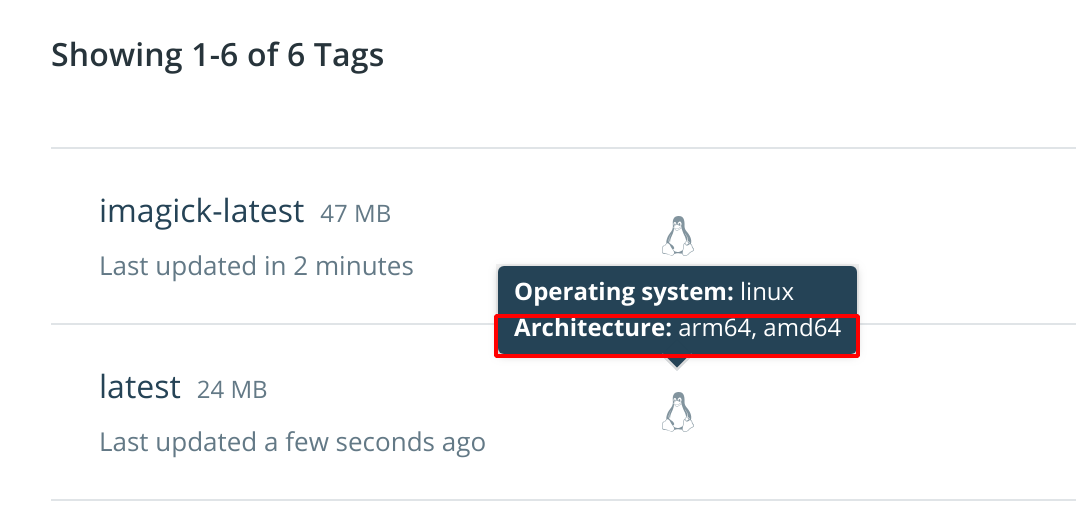 Showing 1-6 of 6 Tags
imagick-latest 47 MB
Last updated in 2 minutes
Operating system: linux
Architecture: arm64, amd64
latest 24 MB
Last updated a few seconds ago